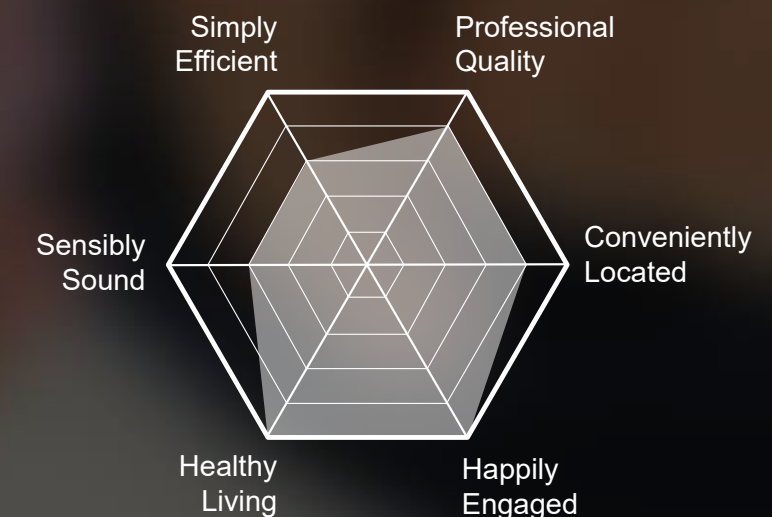 Simply
Efficient
Professional
Quality
Sensibly
Sound
Conveniently
Located
Healthy
Living
Happily
Engaged